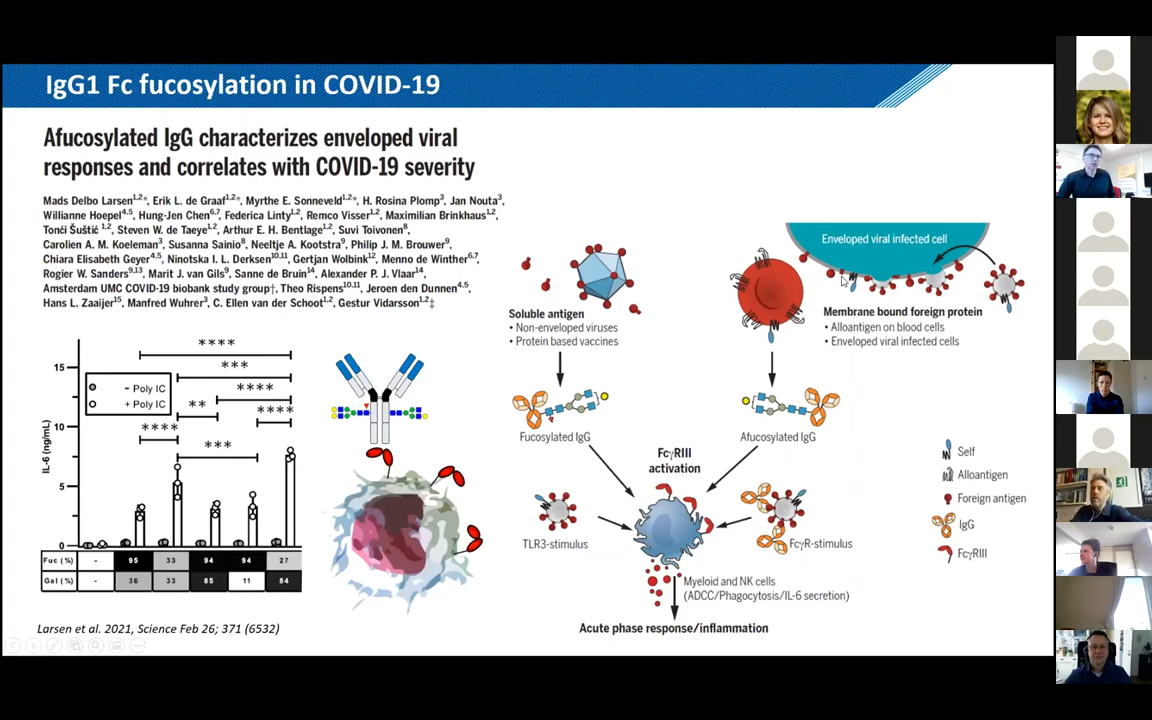 IgG1 Fc fucosylation in COVID-19
Afucosylated IgG characterizes enveloped viral
responses and correlates with COVID-19 severity
Mads Delbo Larsen1,2*, Erik L. de Graaf1,2*, Myrthe E. Sonneveld1,2*, H. Rosina Plomp3, Jan Nouta3,
Willianne Hoepel4,5, Hung-Jen Chen6,7, Federica Linty1,2, Remco Visser1,2, Maximilian Brinkhaus1,2,
Tonći Šuštić1,2, Steven W. de Taeye1,2, Arthur E. H. Bentlage1,2, Suvi Toivonen8,
Carolien A. M. Koeleman3, Susanna Sainio8, Neeltje A. Kootstra9, Philip J. M. Brouwer9,
Chiara Elisabeth Geyer4,5, Ninotska I. L. Derksen10,11, Gertjan Wolbink12, Menno de Winther6,7,
Rogier W. Sanders9,13, Marit J. van Gils9, Sanne de Bruin14, Alexander P. J. Vlaar14,
Amsterdam UMC COVID-19 biobank study group†, Theo Rispens10,11, Jeroen den Dunnen4,5,
Hans L. Zaaijer15, Manfred Wuhrer3, C. Ellen van der Schoot1,2, Gestur Vidarsson1,2‡
IL-6 (ng/mL)
15
10
5
0
- Poly IC
+ Poly IC
****
***
****
** ****
****
***
Fuc (%) - 95 33 94 94 27
Gal (%) - 36 33 85 11 84
Larsen et al. 2021, Science Feb 26; 371 (6532)
Enveloped viral infected cell
Soluble antigen
• Non-enveloped viruses
• Protein based vaccines
Membrane bound foreign protein
• Alloantigen on blood cells
• Enveloped viral infected cells
Fucosylated IgG
Afucosylated IgG
FcγRIII
activation
TLR3-stimulus
FcγR-stimulus
Myeloid and NK cells
(ADCC/Phagocytosis/IL-6 secretion)
Acute phase response/inflammation
Self
Alloantigen
Foreign antigen
IgG
FcγRIII